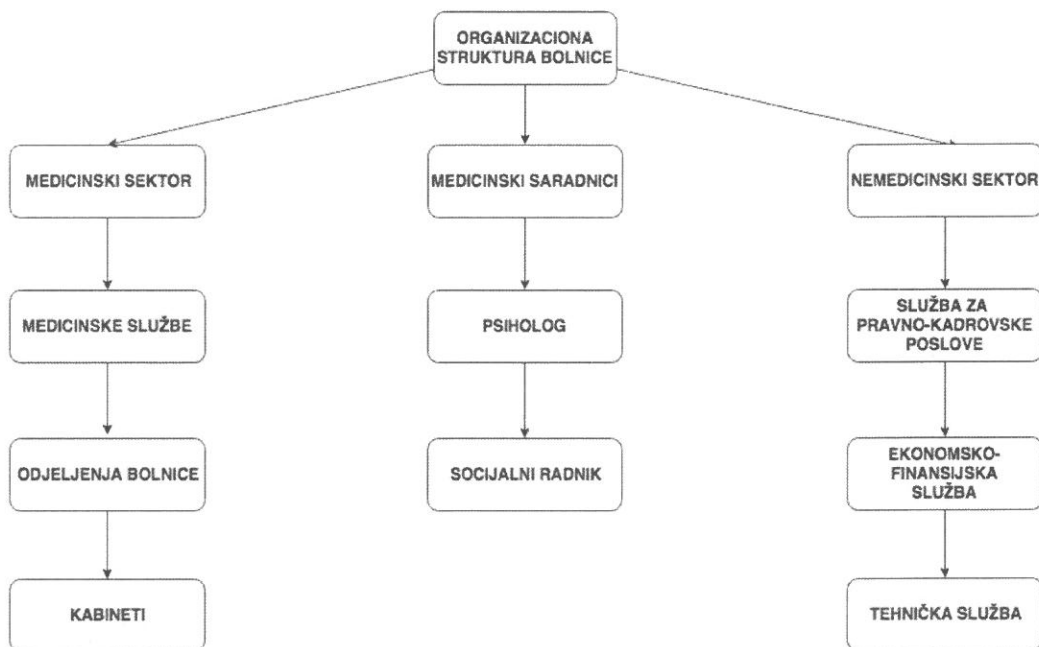 ORGANIZACIONA
STRUKTURA BOLNICE
MEDICINSKI SEKTOR
MEDICINSKI SARADNICI
NEMEDICINSKI SEKTOR
MEDICINSKE SLUŽBE
PSIHOLOG
SLUŽBA ZA
PRAVNO-KADROVSKE
POSLOVE
ODJELJENJA BOLNICE
SOCIJALNI RADNIK
EKONOMSKO-
FINANSIJSKA
SLUŽBA
KABINETI
TEHNIČKA SLUŽBA